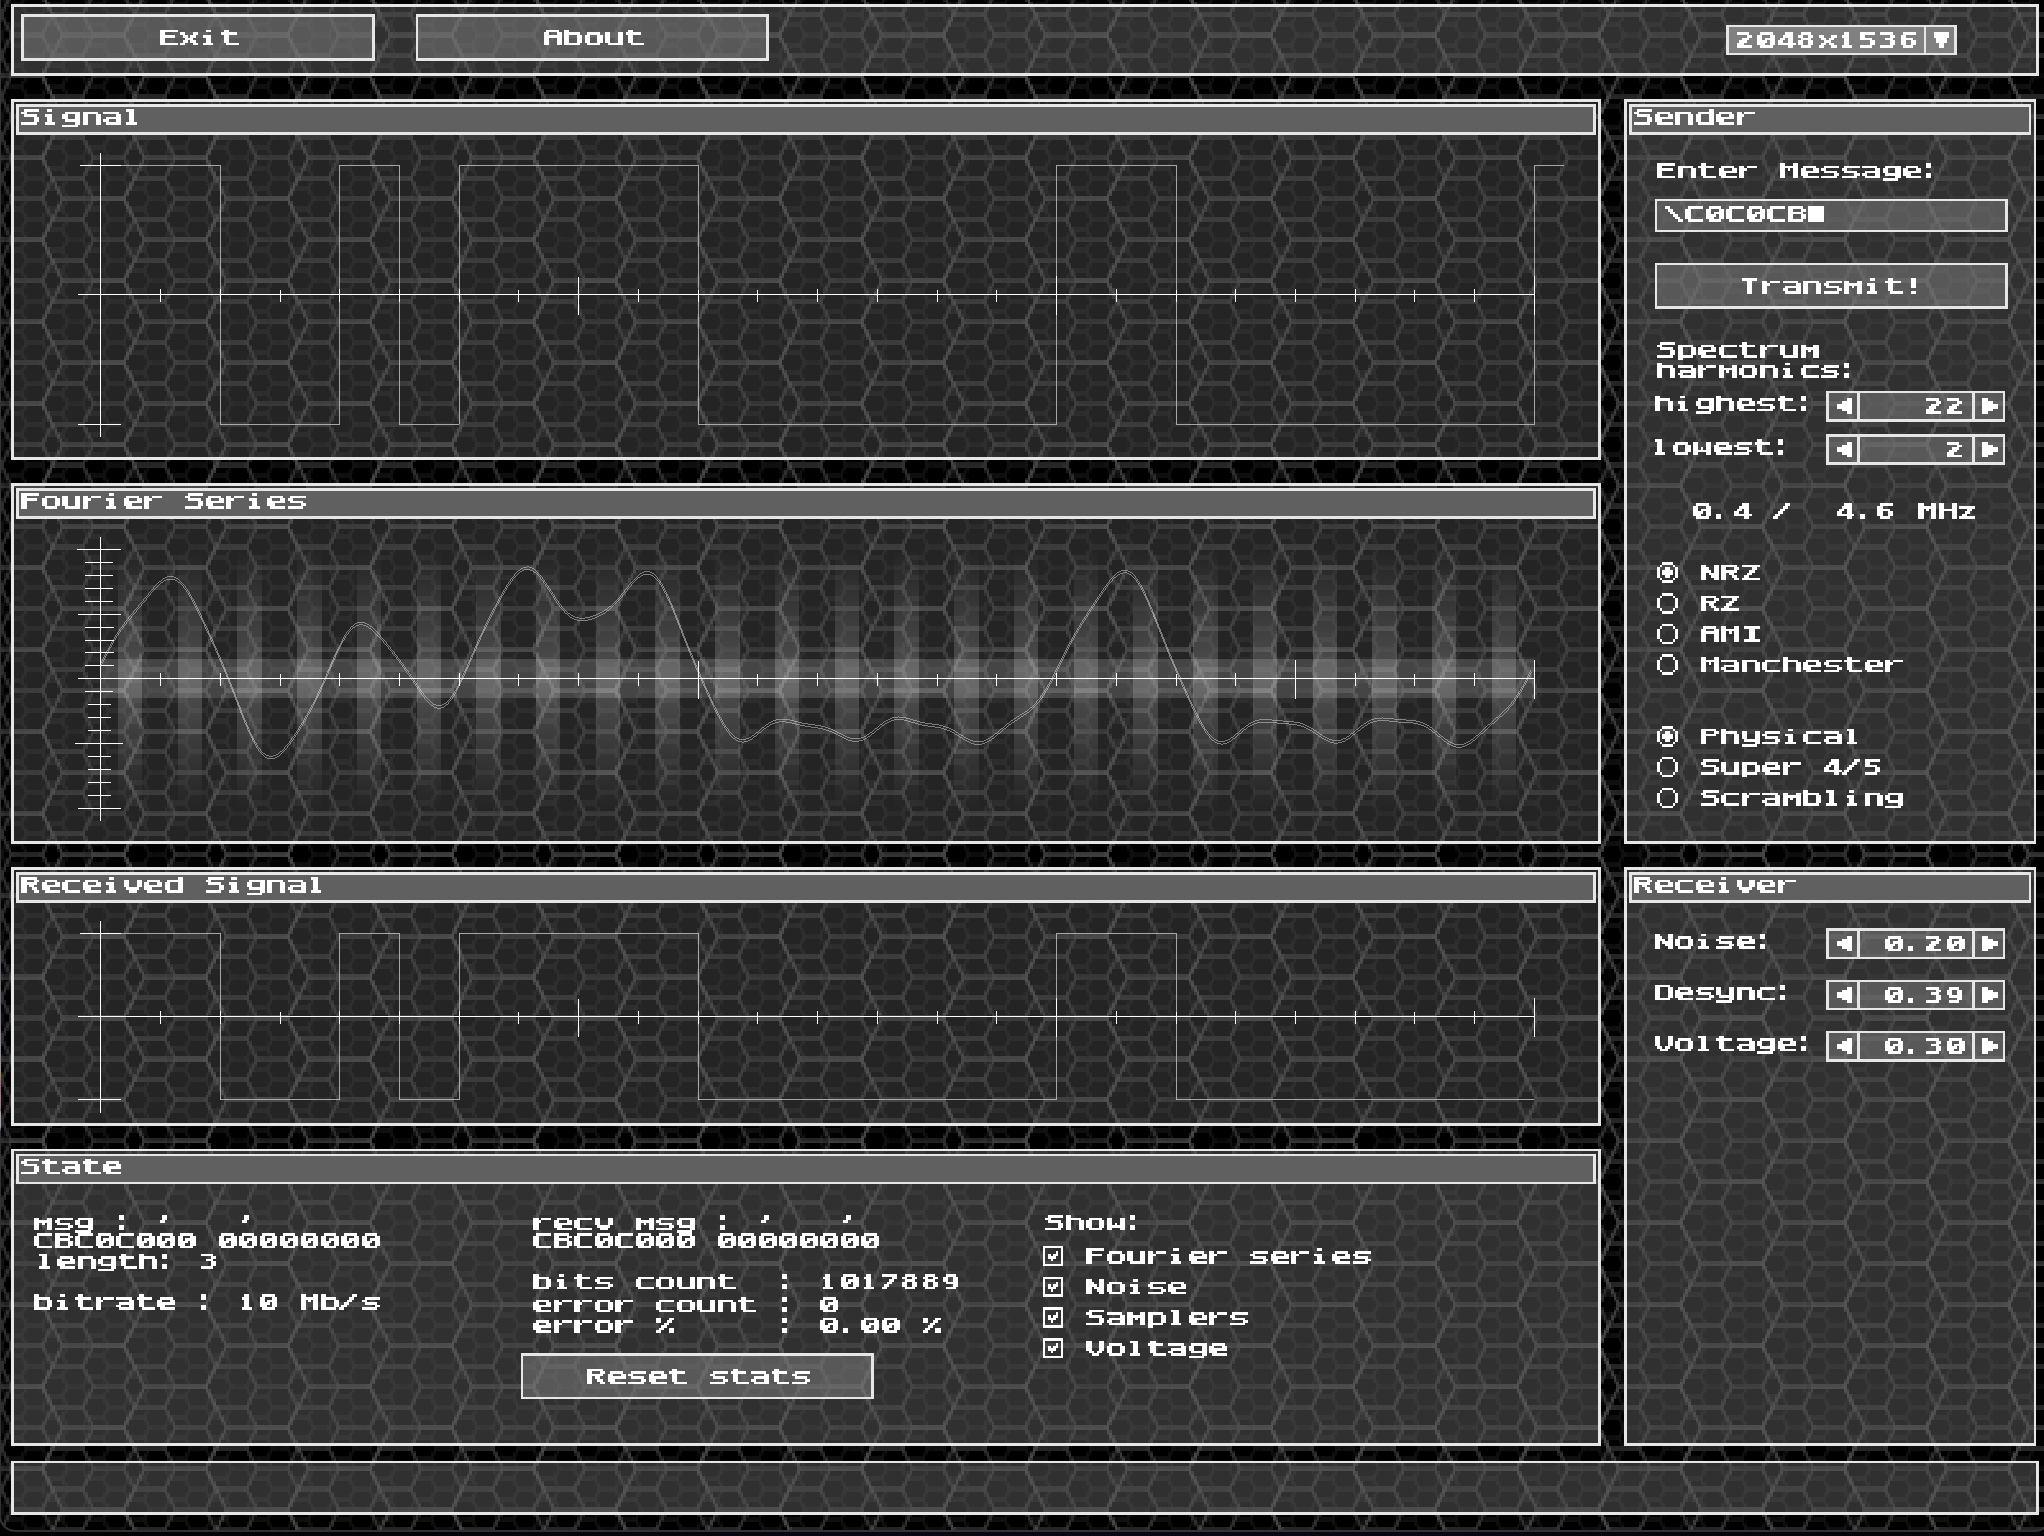 Exit
About
2048x1536
Signal
Sender
Enter Message:
\C0C0CB
Transmit!
Spectrum
harmonics:
highest: 22
lowest: 2
0.4 / 4.6 MHz
NRZ
RZ
AMI
Manchester
Physical
Super 4/5
Scrambling
Fourier Series
Received Signal
Receiver
Noise: 0.20
Desync: 0.39
Voltage: 0.30
State
msg : ' '
CBC0C000 00000000
length: 3
bitrate : 10 Mb/s
recv msg : ' '
CBC0C000 00000000
bits count : 1017889
error count : 0
error % : 0.00 %
Reset stats
Show:
Fourier series
Noise
Samplers
Voltage